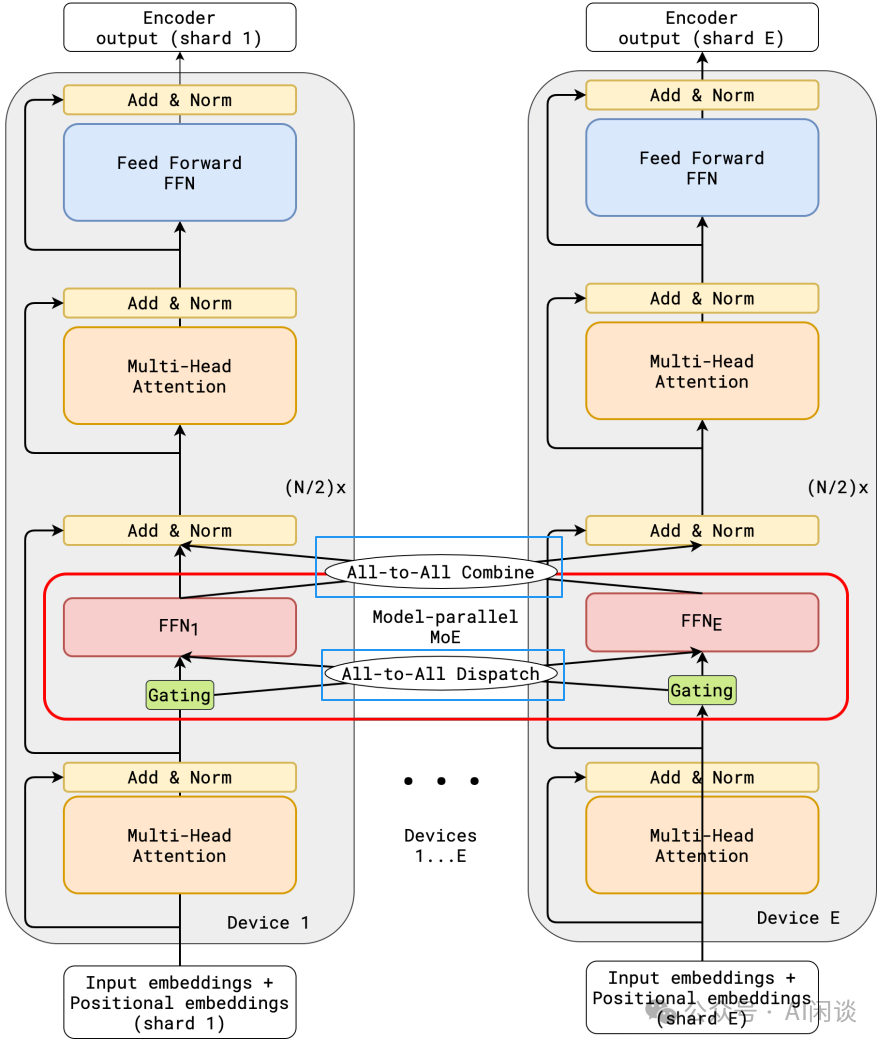 Encoder
output (shard 1)
Add & Norm
Feed Forward
FFN
Add & Norm
Multi-Head
Attention
(N/2)x
Add & Norm
FFN1
Gating
Add & Norm
Multi-Head
Attention
Device 1
Input embeddings +
Positional embeddings
(shard 1)
All-to-All Combine
Model-parallel
MoE
All-to-All Dispatch
Devices
1...E
Encoder
output (shard E)
Add & Norm
Feed Forward
FFN
Add & Norm
Multi-Head
Attention
(N/2)x
Add & Norm
FFNE
Gating
Add & Norm
Multi-Head
Attention
Device E
Input embeddings +
Positional embeddings
(shard E)
公众号 · AI闲谈